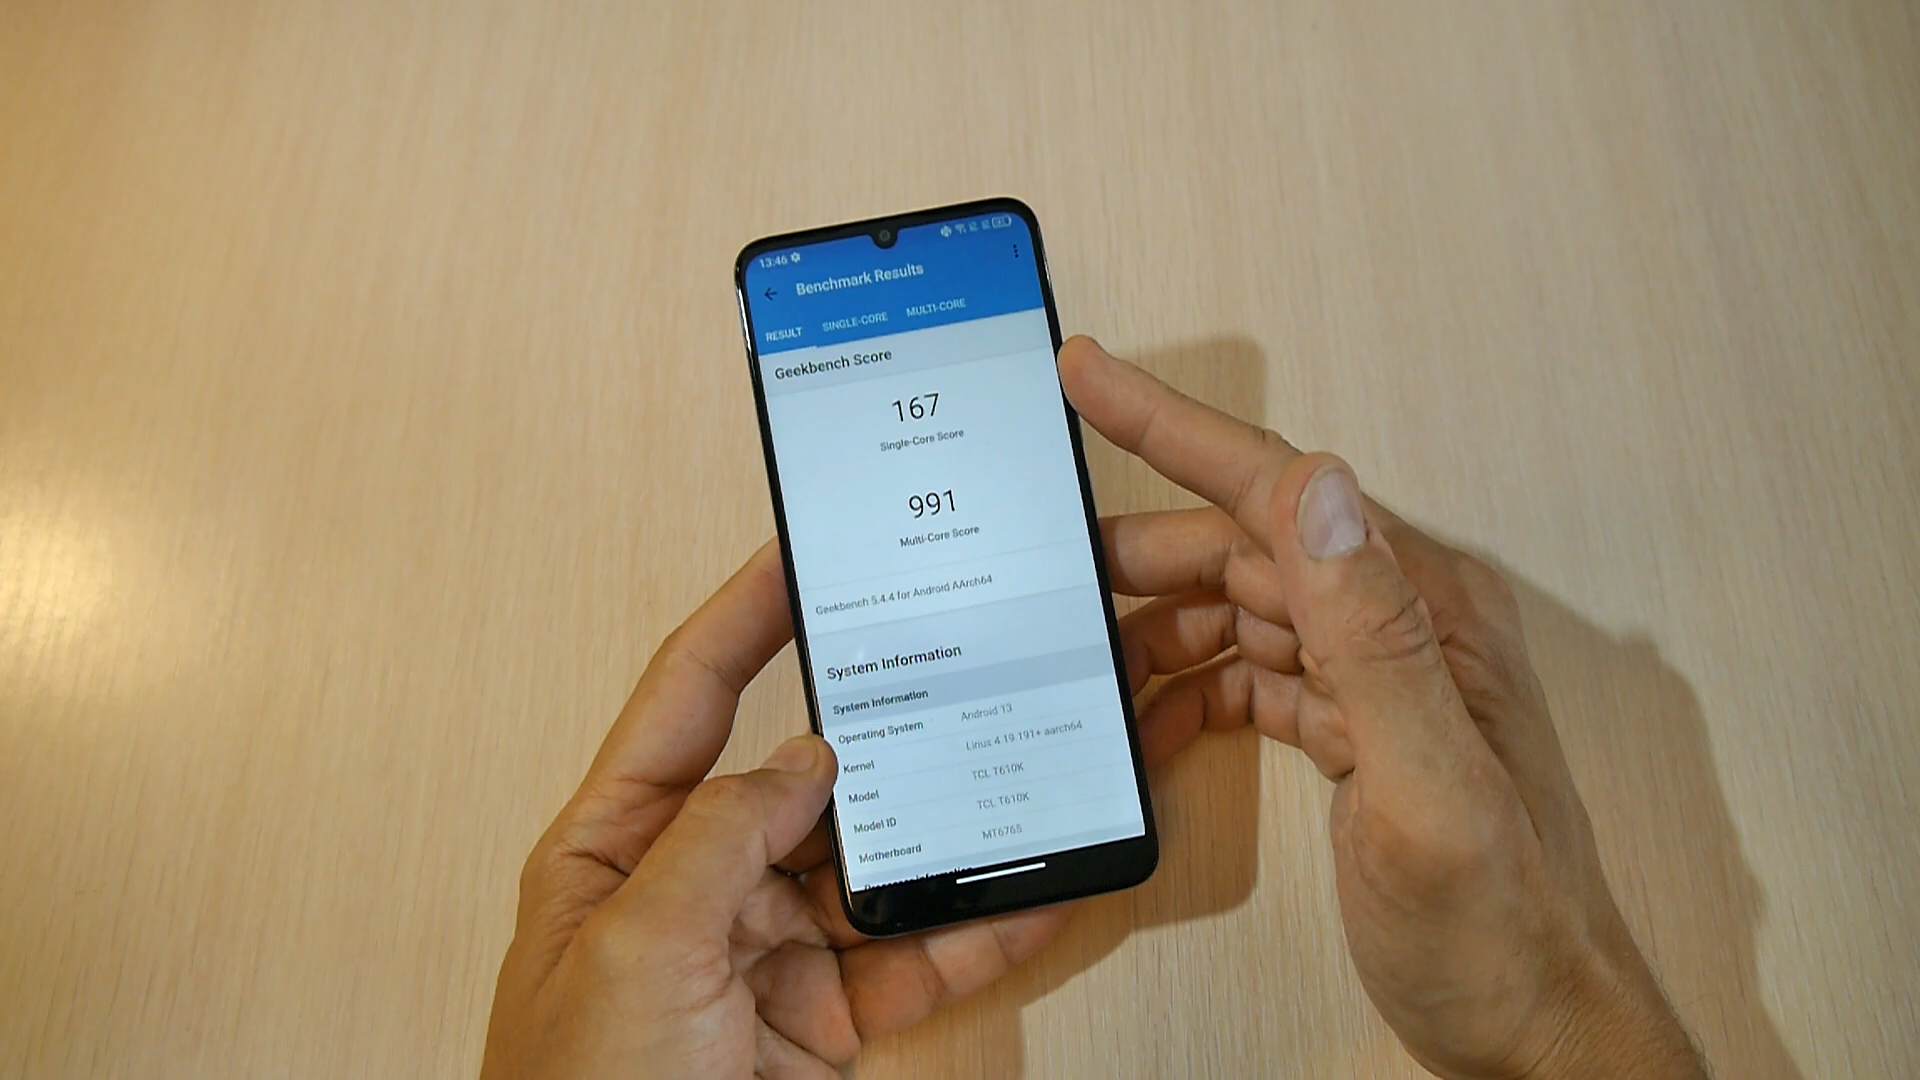 13:46
Benchmark Results
RESULT SINGLE-CORE MULTI-CORE
Geekbench Score
167
Single-Core Score
991
Multi-Core Score
Geekbench 5.4.4 for Android AArch64
System Information
System Information
Operating System Android 13
Kernel Linux 4.19.191+ aarch64
Model TCL T610K
Model ID TCL T610K
Motherboard MT6765
Processor Information